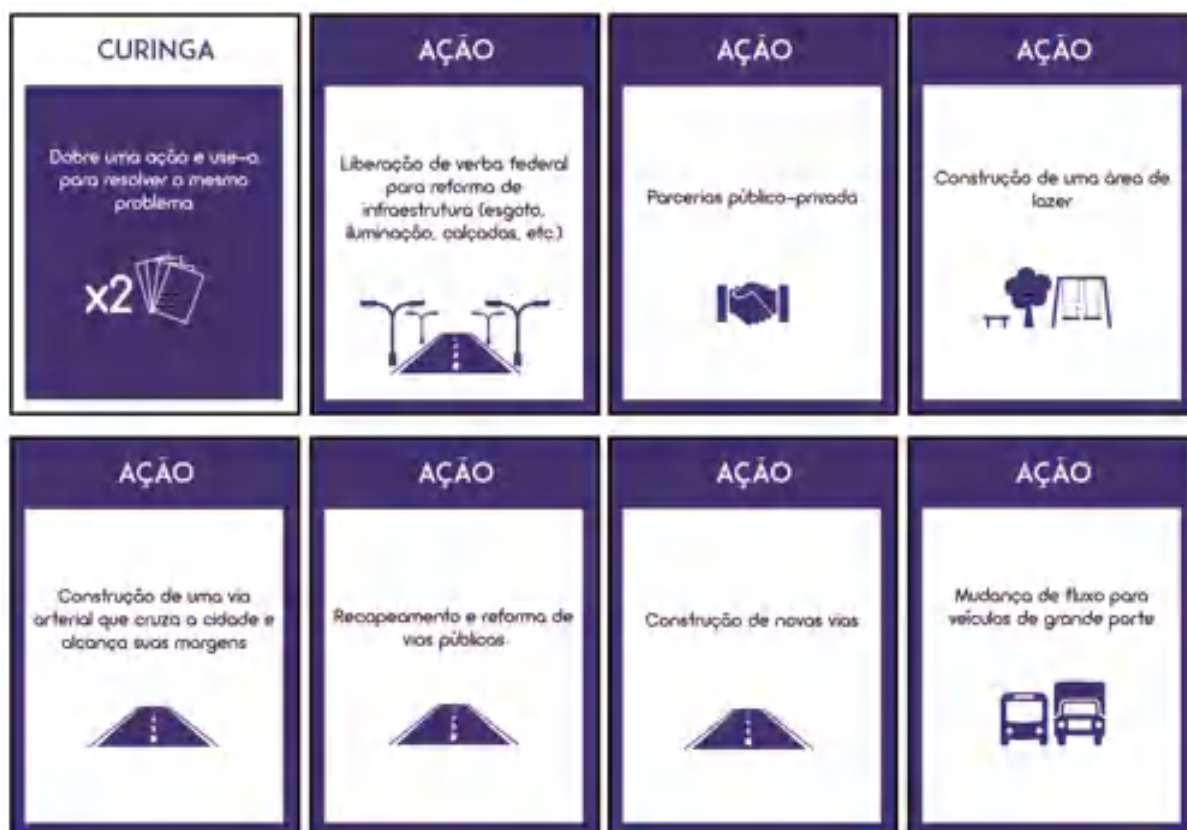 CURINGA
Dobre uma ação e use-a
para resolver o mesmo
problema
x2
AÇÃO
Liberação de verba federal
para reforma de
infraestrutura (esgoto,
iluminação, calçadas, etc.)
AÇÃO
Parcerias público-privada
AÇÃO
Construção de uma área de
lazer
AÇÃO
Construção de uma via
arterial que cruza a cidade e
alcança suas margens
AÇÃO
Recapeamento e reforma de
vias públicas
AÇÃO
Construção de novas vias
AÇÃO
Mudança de fluxo para
veículos de grande porte